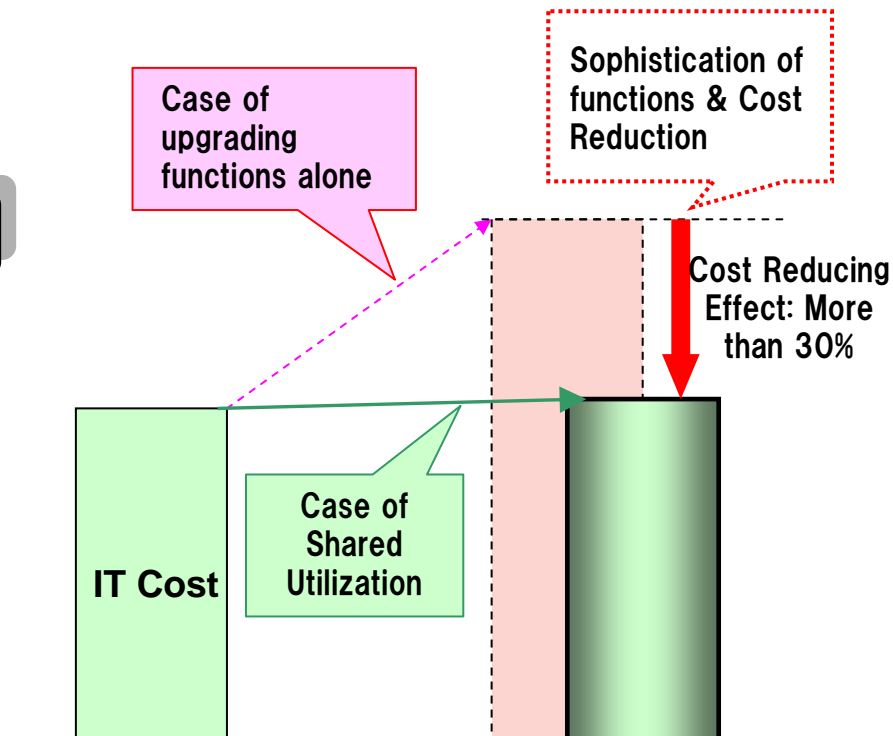 Sophistication of
functions & Cost
Reduction
Case of
upgrading
functions alone
Cost Reducing
Effect: More
than 30%
Case of
Shared
Utilization
IT Cost